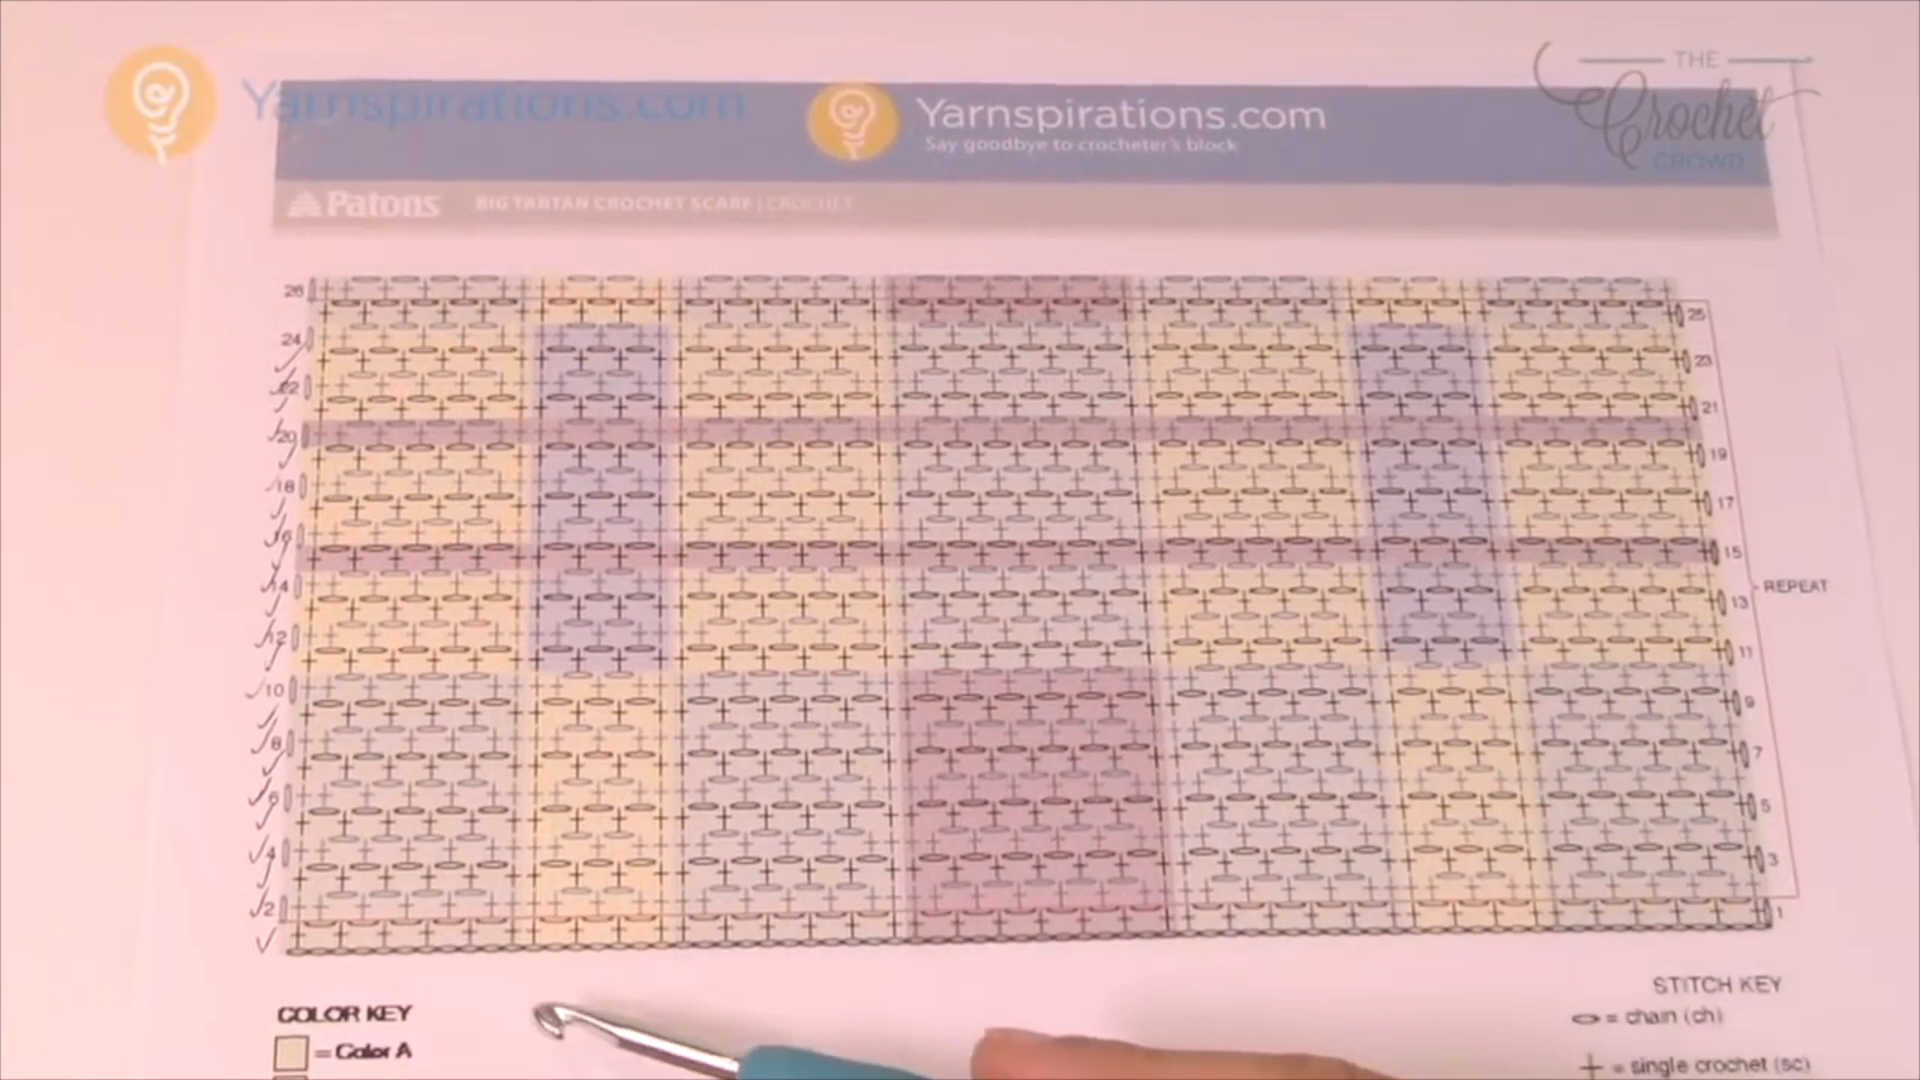 Yarnspirations.com
Yarnspirations.com
Say goodbye to crocheter's block
THE
Crochet
CROWD
Patons BIG TARTAN CROCHET SCARF | CROCHET
26
25
24
23
22
21
20
19
18
17
16
15
14
REPEAT
13
12
11
10
9
8
7
6
5
4
3
2
1
COLOR KEY
= Color A
STITCH KEY
= chain (ch)
= single crochet (sc)